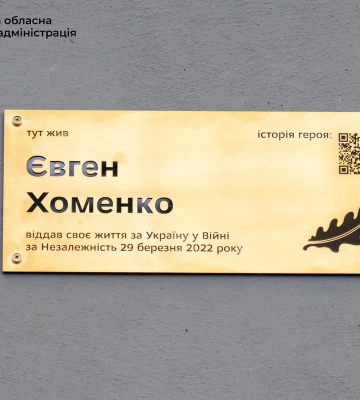 обласна
адміністрація
тут жив
історія героя:
Євген
Хоменко
віддав своє життя за Україну у Війні
за Незалежність 29 березня 2022 року